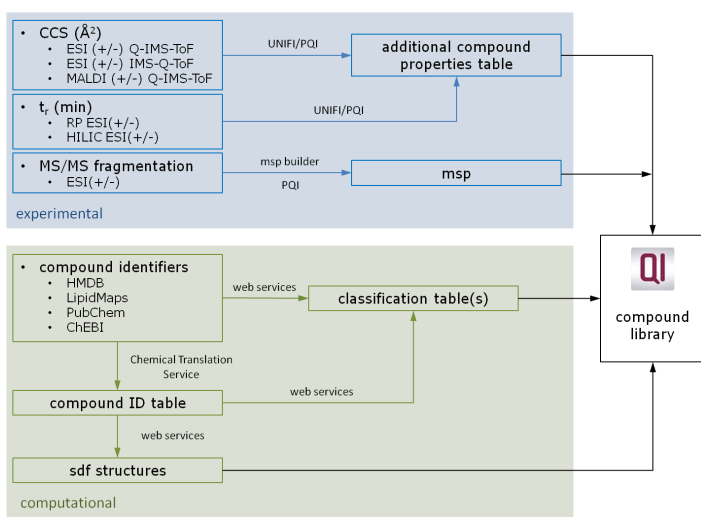 • CCS (Å²)
• ESI (+/-) Q-IMS-ToF
• ESI (+/-) IMS-Q-ToF
• MALDI (+/-) Q-IMS-ToF
UNIFI/PQI
additional compound
properties table
• tr (min)
• RP ESI(+/-)
• HILIC ESI(+/-)
UNIFI/PQI
• MS/MS fragmentation
• ESI(+/-)
msp builder
PQI
msp
experimental
QI
compound
library
• compound identifiers
• HMDB
• LipidMaps
• PubChem
• ChEBI
web services
classification table(s)
Chemical Translation
Service
compound ID table
web services
web services
sdf structures
computational